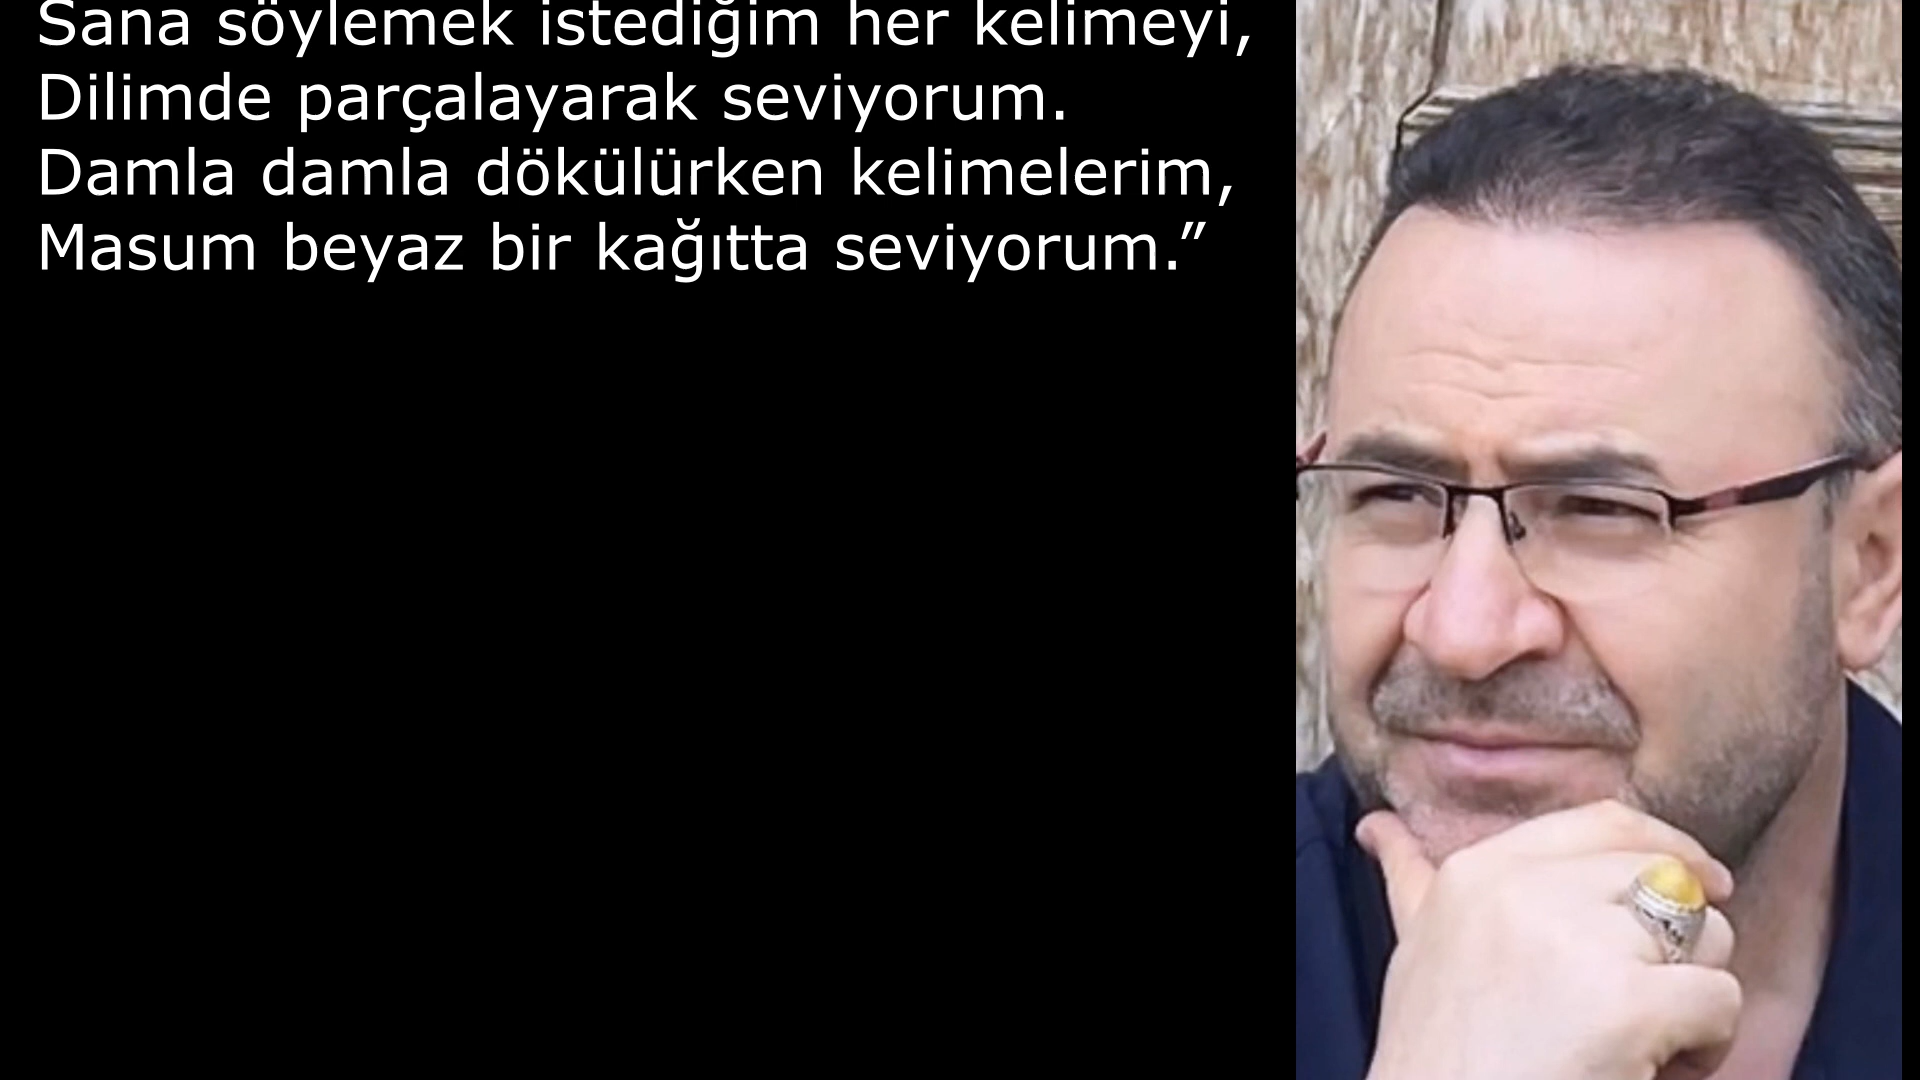 Sana söylemek istediğim her kelimeyi,
Dilimde parçalayarak seviyorum.
Damla damla dökülürken kelimelerim,
Masum beyaz bir kağıtta seviyorum.”